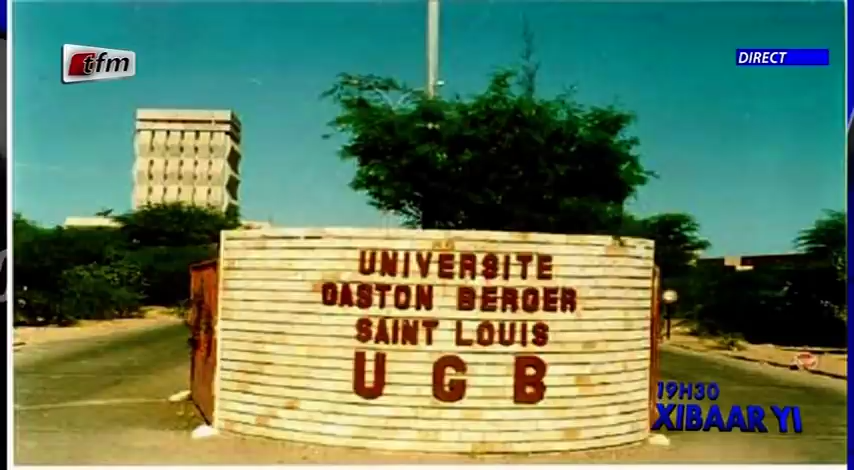 tfm
DIRECT
UNIVERSITE
GASTON BERGER
SAINT LOUIS
UGB
19H30
XIBAAR YI